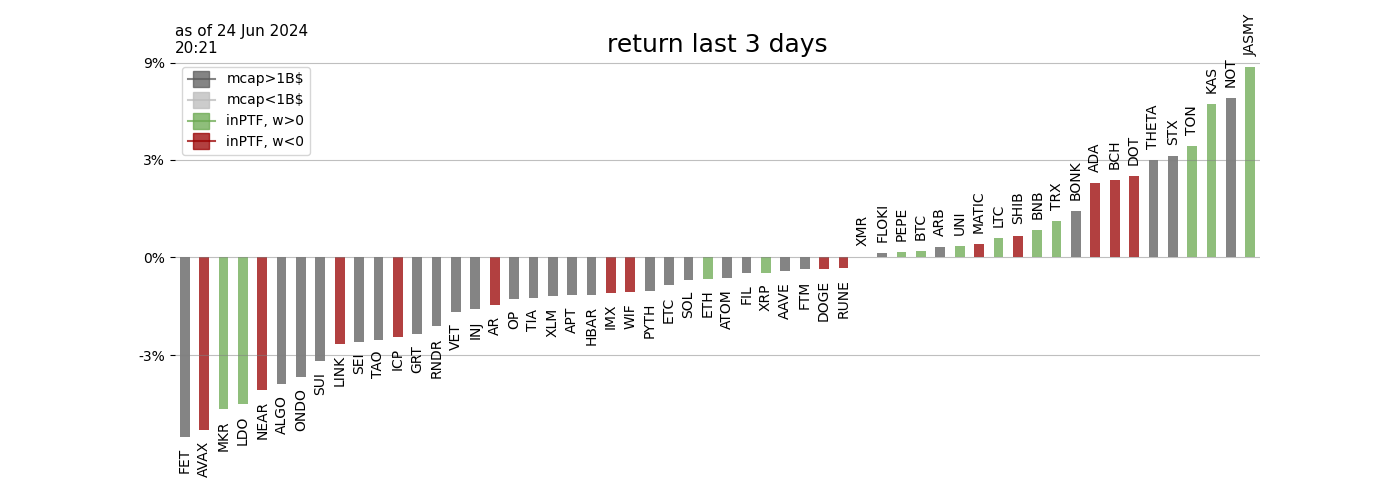 as of 24 Jun 2024
20:21
return last 3 days
9%
3%
0%
-3%
mcap>1B$
mcap<1B$
inPTF, w>0
inPTF, w<0
FET
AVAX
MKR
LDO
NEAR
ALGO
ONDO
SUI
LINK
SEI
TAO
ICP
GRT
RNDR
VET
INJ
AR
OP
TIA
XLM
APT
HBAR
IMX
WIF
PYTH
ETC
SOL
ETH
ATOM
FIL
XRP
AAVE
FTM
DOGE
RUNE
XMR
FLOKI
PEPE
BTC
ARB
UNI
MATIC
LTC
SHIB
BNB
TRX
BONK
ADA
BCH
DOT
THETA
STX
TON
KAS
NOT
JASMY